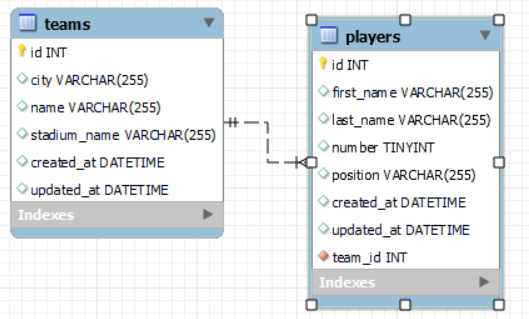 teams
id INT
city VARCHAR(255)
name VARCHAR(255)
stadium_name VARCHAR(255)
created_at DATETIME
updated_at DATETIME
Indexes
players
id INT
first_name VARCHAR(255)
last_name VARCHAR(255)
number TINYINT
position VARCHAR(255)
created_at DATETIME
updated_at DATETIME
team_id INT
Indexes